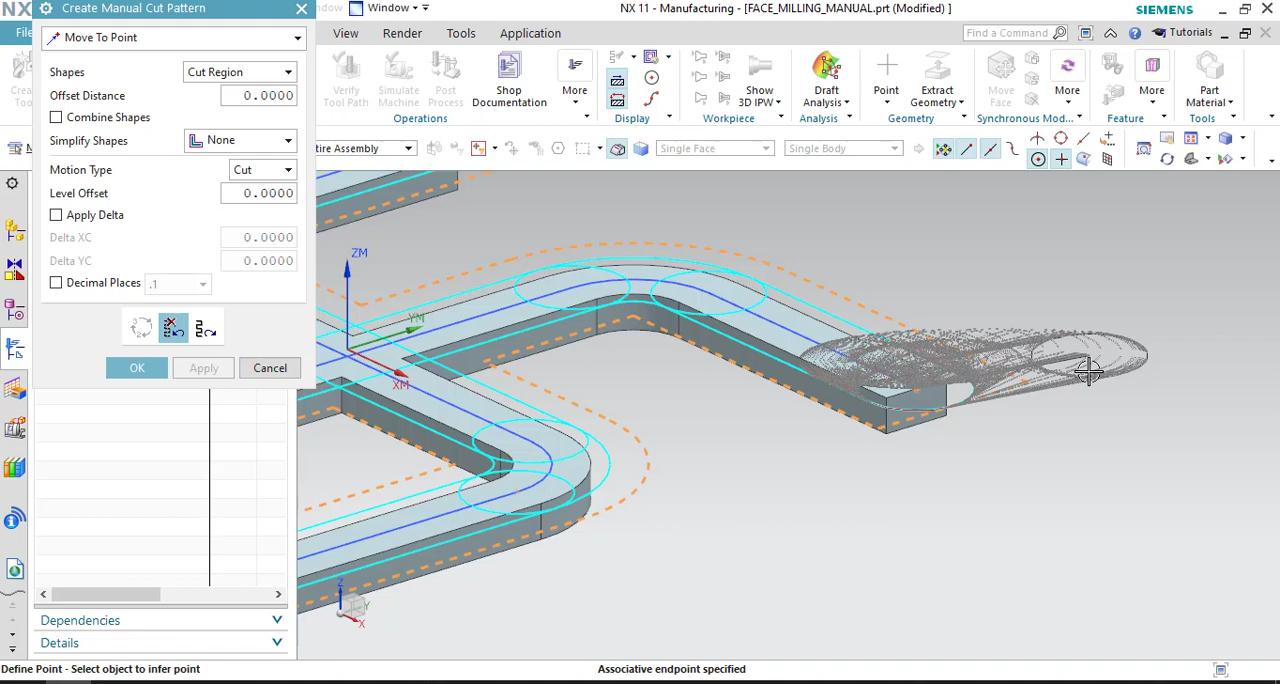 NX
Create Manual Cut Pattern
Window
NX 11 - Manufacturing - [FACE_MILLING_MANUAL.prt (Modified) ]
SIEMENS
View
Render
Tools
Application
Find a Command
Tutorials
Move To Point
Shapes
Cut Region
Offset Distance
0.0000
Combine Shapes
Simplify Shapes
None
Motion Type
Cut
Level Offset
0.0000
Apply Delta
Delta XC
0.0000
Delta YC
0.0000
Decimal Places
.1
OK
Apply
Cancel
Verify Tool Path
Simulate Machine
Post Process
Shop Documentation
More
Operations
Display
Show 3D IPW
Workpiece
Draft Analysis
Analysis
Point
Extract Geometry
Geometry
Move Face
More
Synchronous Mod...
More
Feature
Part Material
Tools
tire Assembly
Single Face
Single Body
ZM
YM
XM
Z
Y
X
Dependencies
Details
Define Point - Select object to infer point
Associative endpoint specified